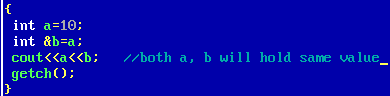 {
int a=10;
int &b=a;
cout<<a<<b;   //both a, b will hold same value_
getch();
}